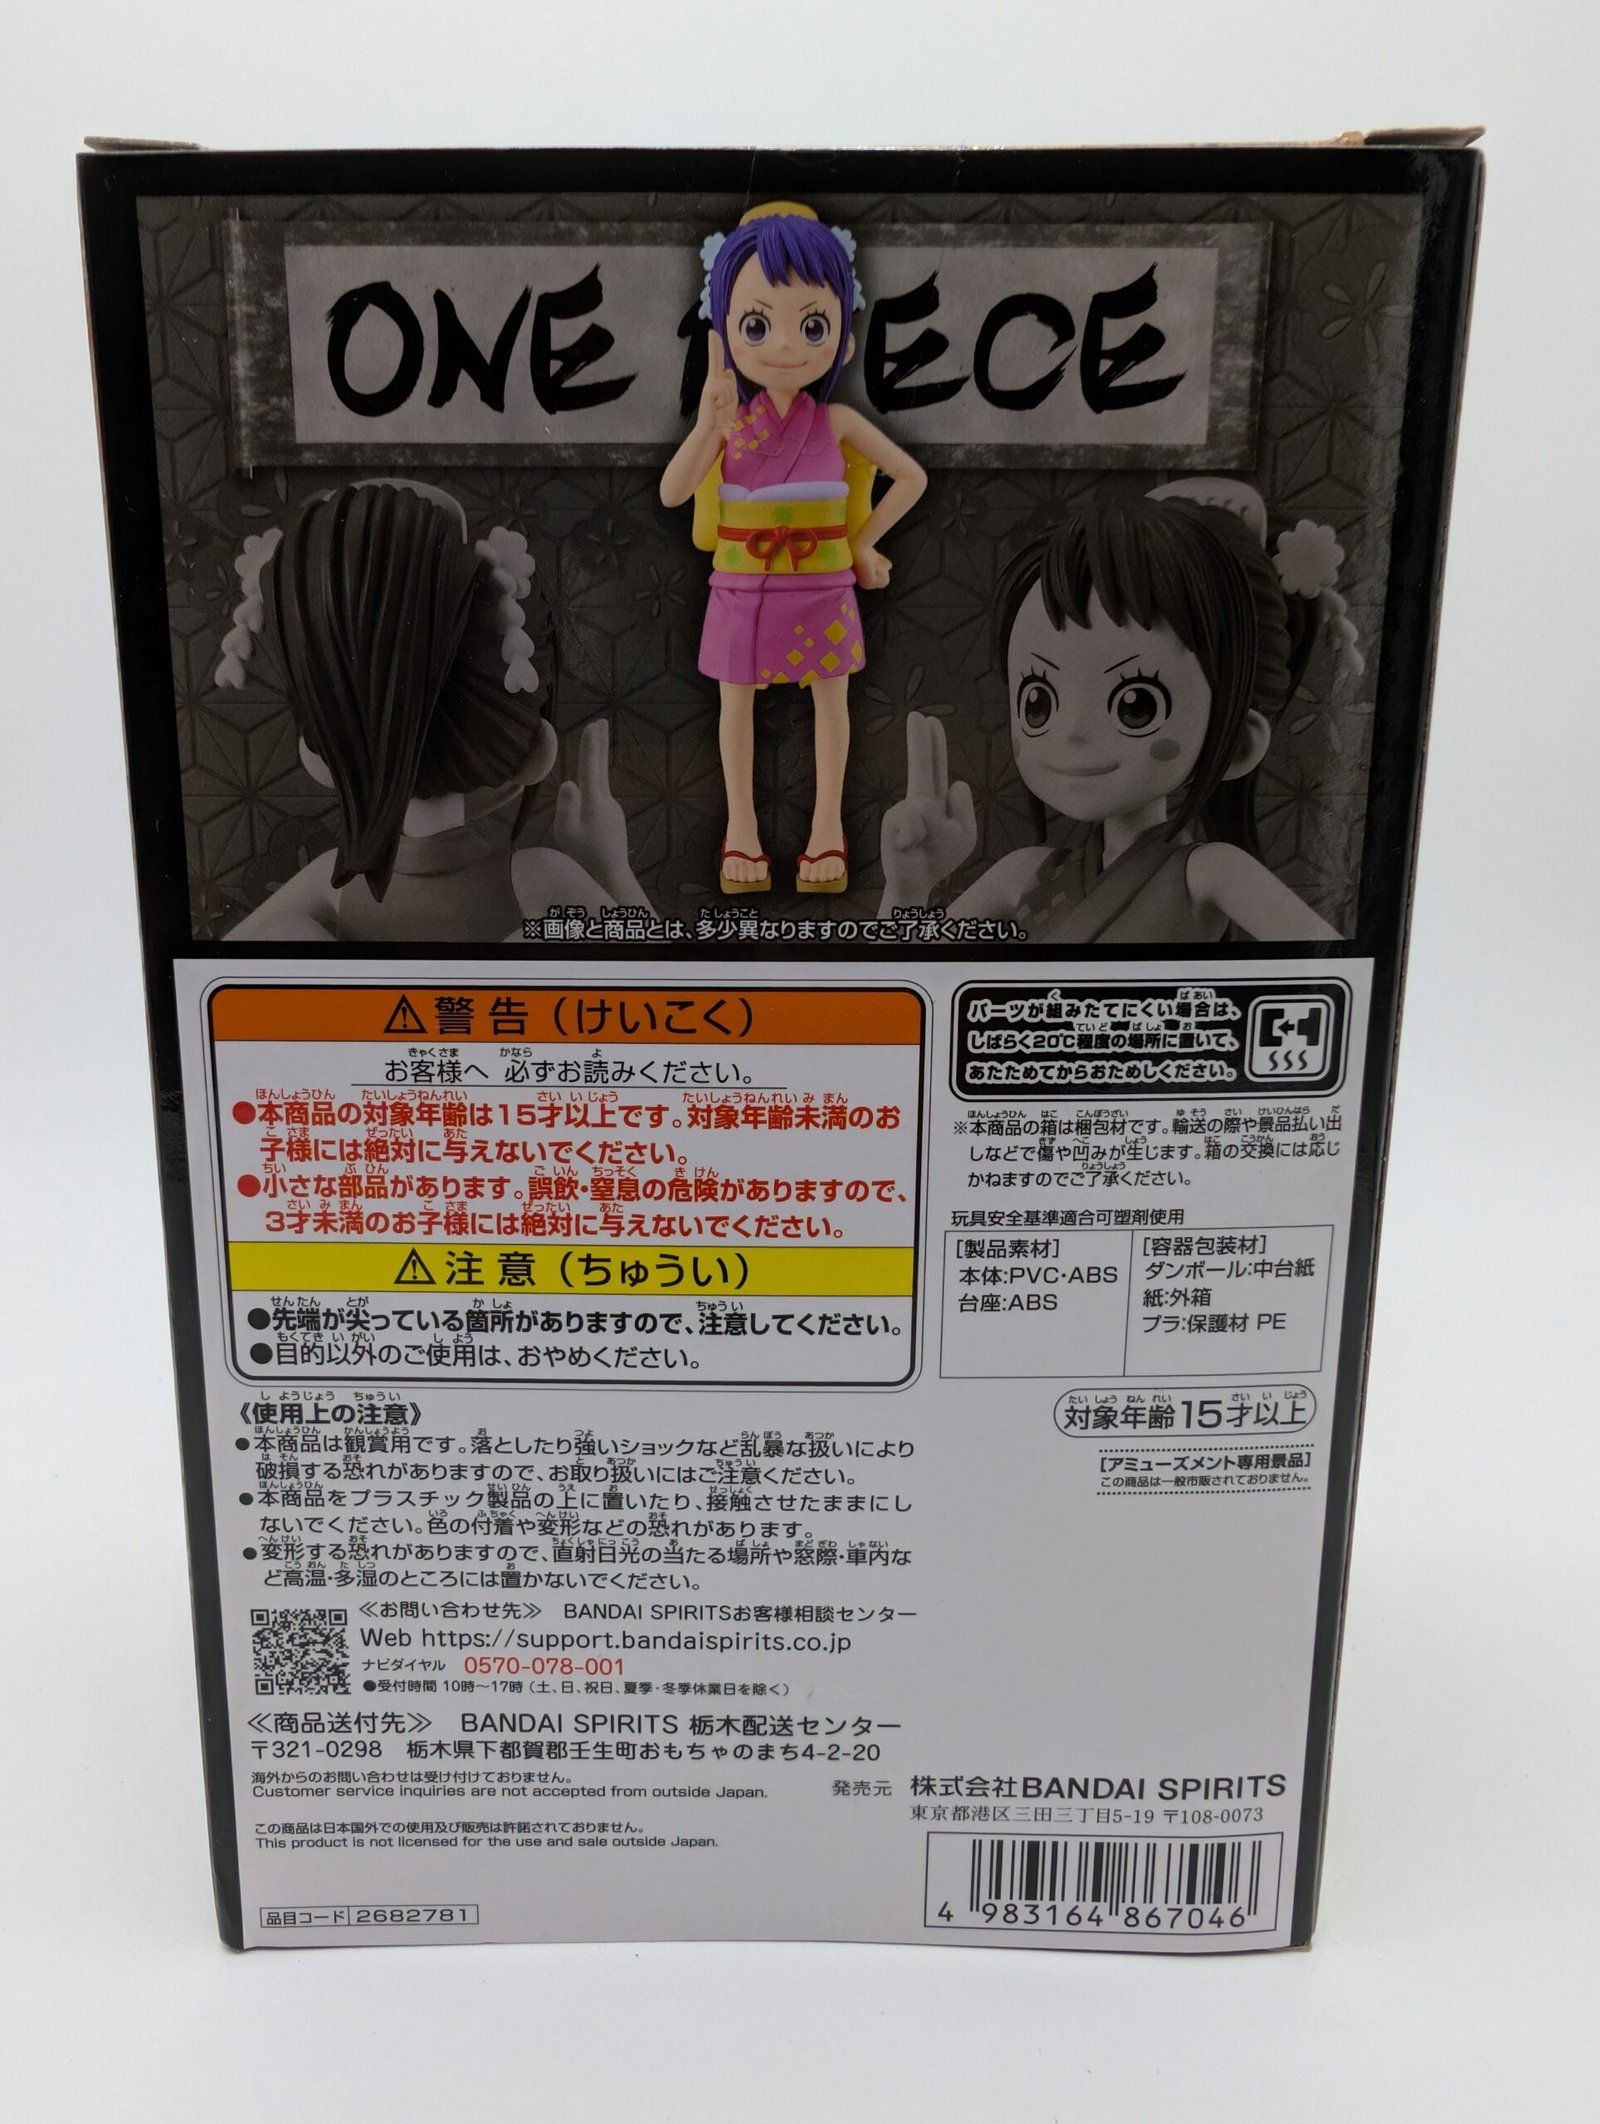 ONE PIECE
※画像と商品とは、多少異なりますのでご了承ください。
⚠警告（けいこく）
お客様へ 必ずお読みください。
●本商品の対象年齢は15才以上です。対象年齢未満のお
子様には絶対に与えないでください。
●小さな部品があります。誤飲・窒息の危険がありますので、
3才未満のお子様には絶対に与えないでください。
⚠注意（ちゅうい）
●先端が尖っている箇所がありますので、注意してください。
●目的以外のご使用は、おやめください。
《使用上の注意》
●本商品は観賞用です。落としたり強いショックなど乱暴な扱いにより
破損する恐れがありますので、お取り扱いにはご注意ください。
●本商品をプラスチック製品の上に置いたり、接触させたままにし
ないでください。色の付着や変形などの恐れがあります。
●変形する恐れがありますので、直射日光の当たる場所や窓際・車内な
ど高温・多湿のところには置かないでください。
≪お問い合わせ先≫ BANDAI SPIRITSお客様相談センター
Web https://support.bandaispirits.co.jp
ナビダイヤル 0570-078-001
●受付時間 10時～17時（土、日、祝日、夏季・冬季休業日を除く）
≪商品送付先≫ BANDAI SPIRITS 栃木配送センター
〒321-0298 栃木県下都賀郡壬生町おもちゃのまち4-2-20
海外からのお問い合わせは受け付けておりません。
Customer service inquiries are not accepted from outside Japan.
この商品は日本国外での使用及び販売は許諾されておりません。
This product is not licensed for the use and sale outside Japan.
品目コード 2682781
パーツが組みたてにくい場合は、
しばらく20℃程度の場所に置いて、
あたためてからおためしください。
※本商品の箱は梱包材です。輸送の際や景品払い出
しなどで傷や凹みが生じます。箱の交換には応じ
かねますのでご了承ください。
玩具安全基準適合可塑剤使用
[製品素材]
本体:PVC・ABS
台座:ABS
[容器包装材]
ダンボール:中台紙
紙:外箱
プラ:保護材 PE
対象年齢15才以上
[アミューズメント専用景品]
この商品は一般市販されておりません。
発売元 株式会社BANDAI SPIRITS
東京都港区三田三丁目5-19 〒108-0073
4 983164 867046